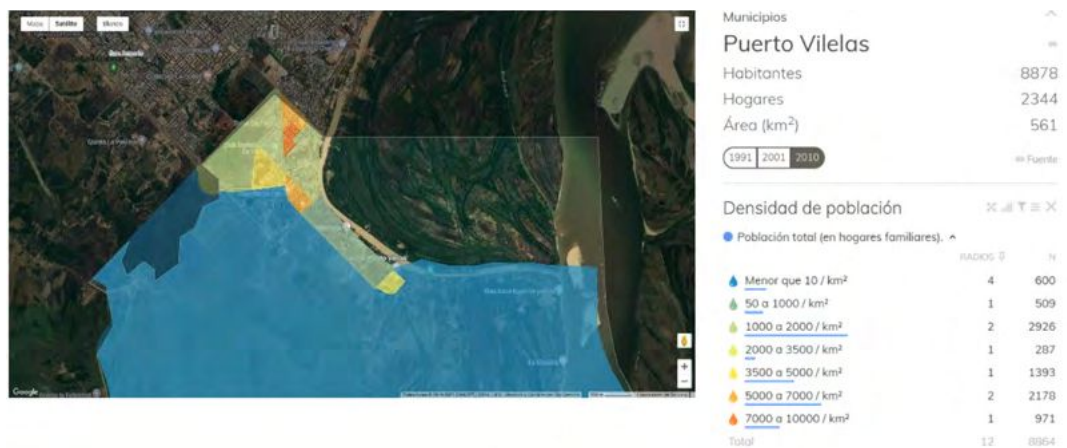 Mapa Satélite Blanco
Municipios
Puerto Vilelas
Habitantes 8878
Hogares 2344
Área (km²) 561
1991 2001 2010 Fuente
Densidad de población
Población total (en hogares familiares).
RADIOS N
Menor que 10 / km² 4 600
50 a 1000 / km² 1 509
1000 a 2000 / km² 2 2926
2000 a 3500 / km² 1 287
3500 a 5000 / km² 1 1393
5000 a 7000 / km² 2 2178
7000 a 10000 / km² 1 971
Total 12 8864
Google